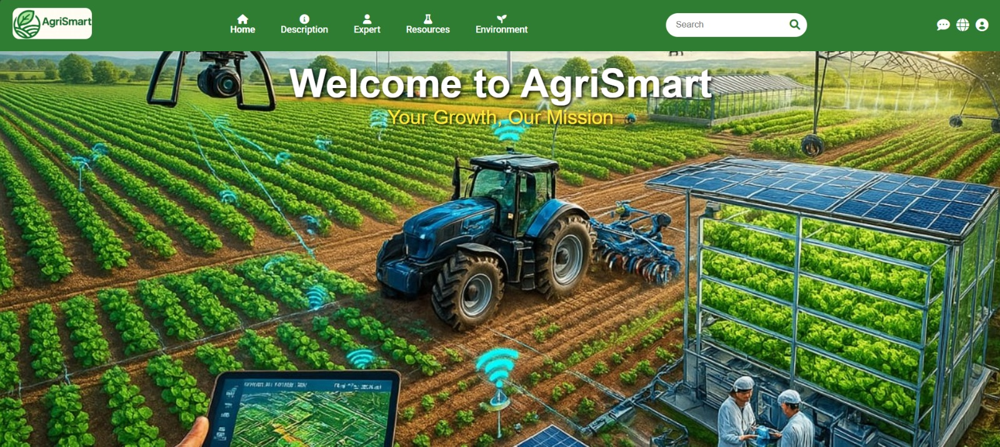 AgriSmart
Home
Description
Expert
Resources
Environment
Search
Welcome to AgriSmart
Your Growth, Our Mission